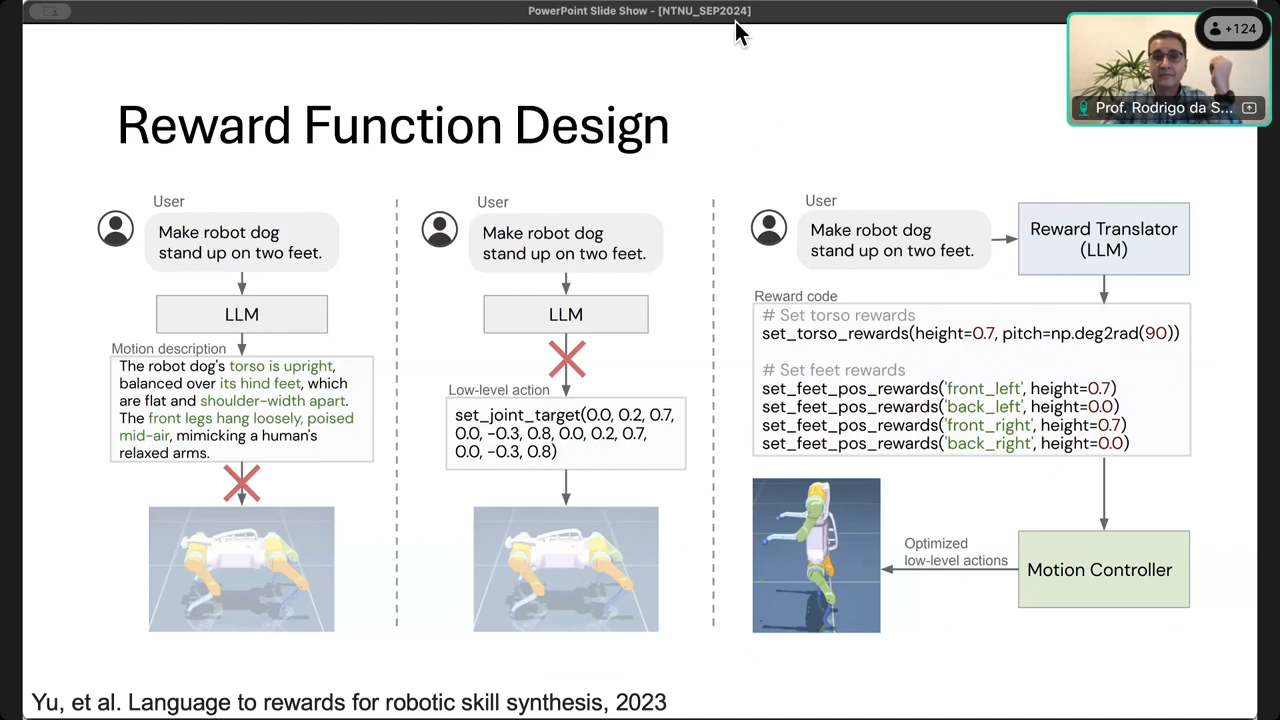 PowerPoint Slide Show - [NTNU_SEP2024]
+124
Prof. Rodrigo da S...
Reward Function Design
User
Make robot dog
stand up on two feet.
LLM
Motion description
The robot dog's torso is upright,
balanced over its hind feet, which
are flat and shoulder-width apart.
The front legs hang loosely, poised
mid-air, mimicking a human's
relaxed arms.
User
Make robot dog
stand up on two feet.
LLM
Low-level action
set_joint_target(0.0, 0.2, 0.7,
0.0, -0.3, 0.8, 0.0, 0.2, 0.7,
0.0, -0.3, 0.8)
User
Make robot dog
stand up on two feet.
Reward Translator
(LLM)
Reward code
# Set torso rewards
set_torso_rewards(height=0.7, pitch=np.deg2rad(90))
# Set feet rewards
set_feet_pos_rewards('front_left', height=0.7)
set_feet_pos_rewards('back_left', height=0.0)
set_feet_pos_rewards('front_right', height=0.7)
set_feet_pos_rewards('back_right', height=0.0)
Optimized
low-level actions
Motion Controller
Yu, et al. Language to rewards for robotic skill synthesis, 2023